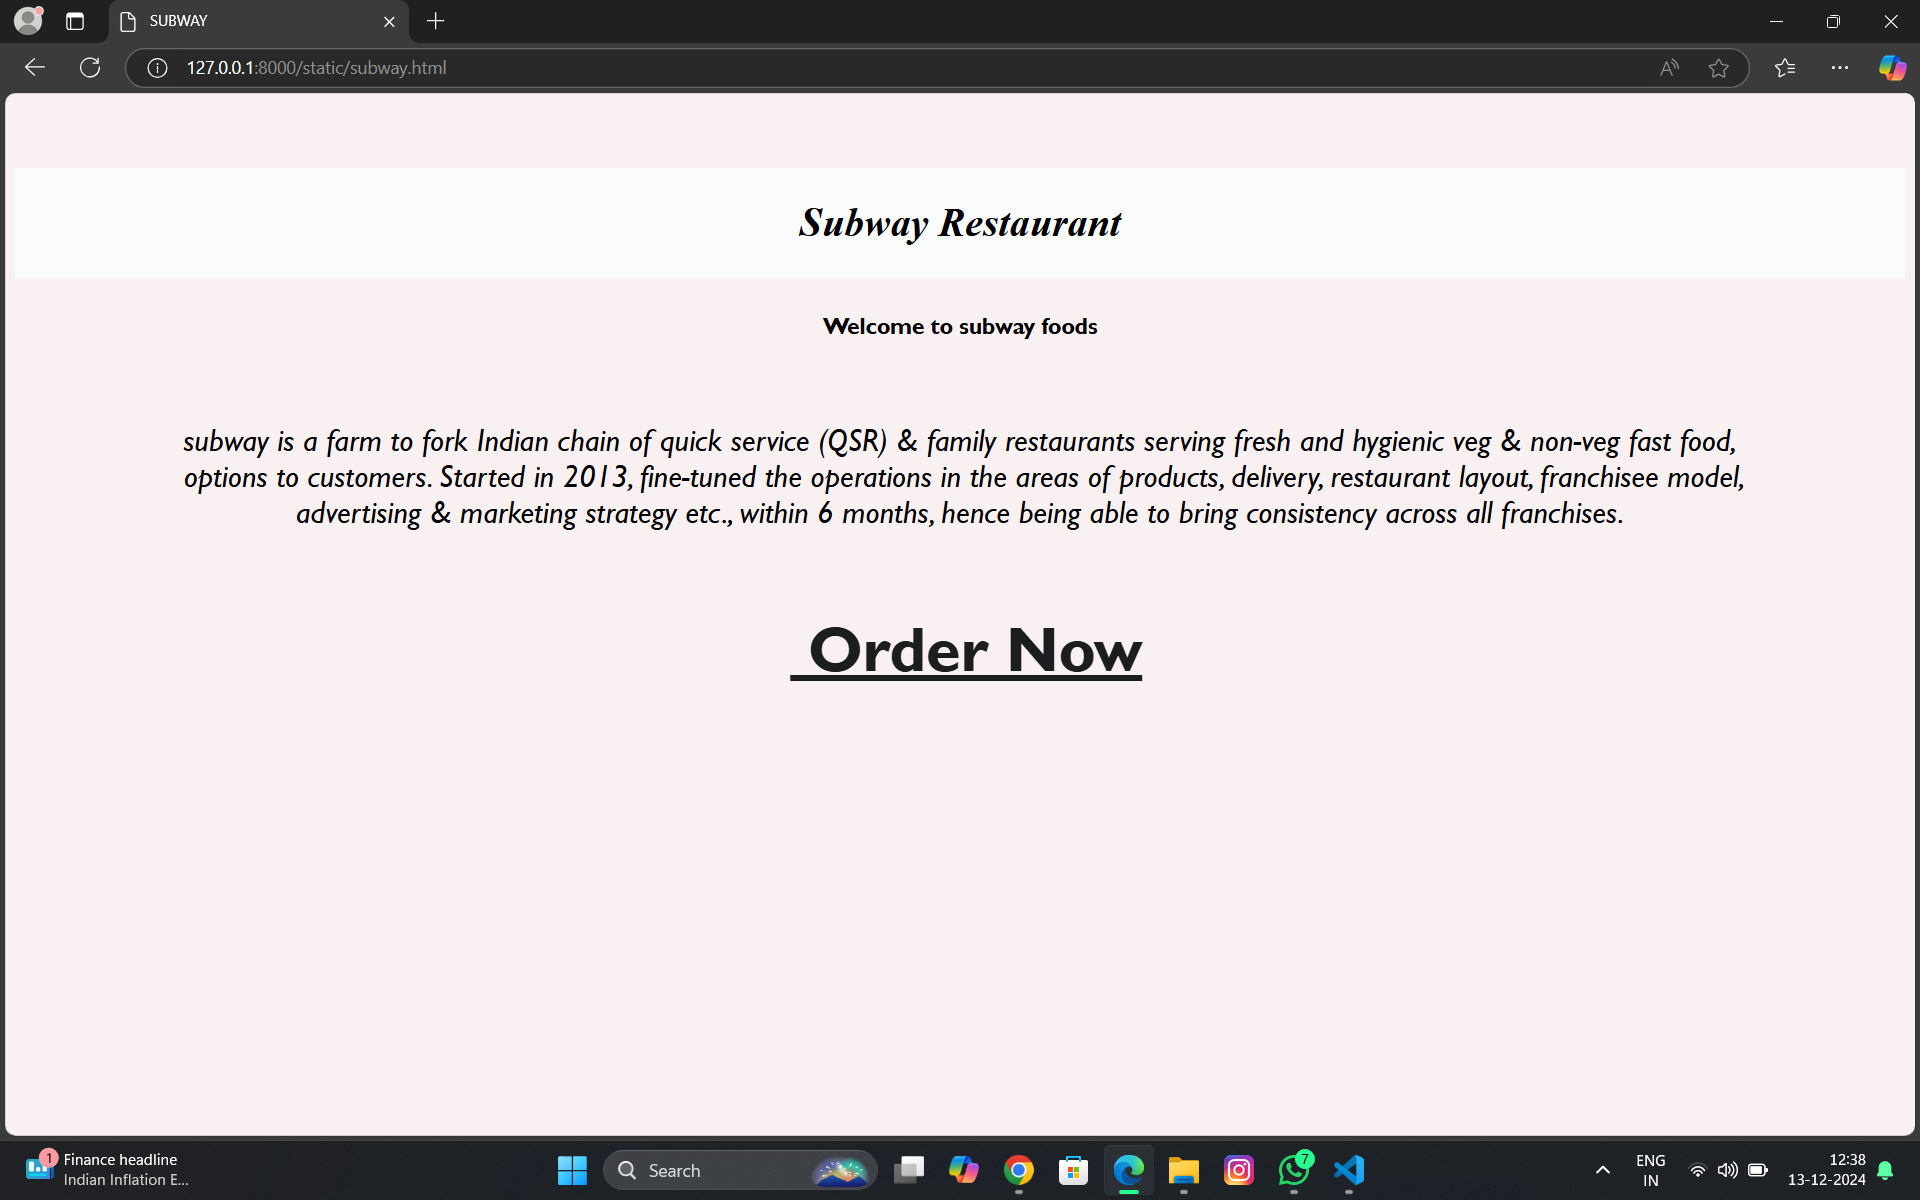 SUBWAY
127.0.0.1:8000/static/subway.html
Subway Restaurant
Welcome to subway foods
subway is a farm to fork Indian chain of quick service (QSR) & family restaurants serving fresh and hygienic veg & non-veg fast food,
options to customers. Started in 2013, fine-tuned the operations in the areas of products, delivery, restaurant layout, franchisee model,
advertising & marketing strategy etc., within 6 months, hence being able to bring consistency across all franchises.
Order Now
1
Finance headline
Indian Inflation E...
Search
7
ENG
IN
12:38
13-12-2024